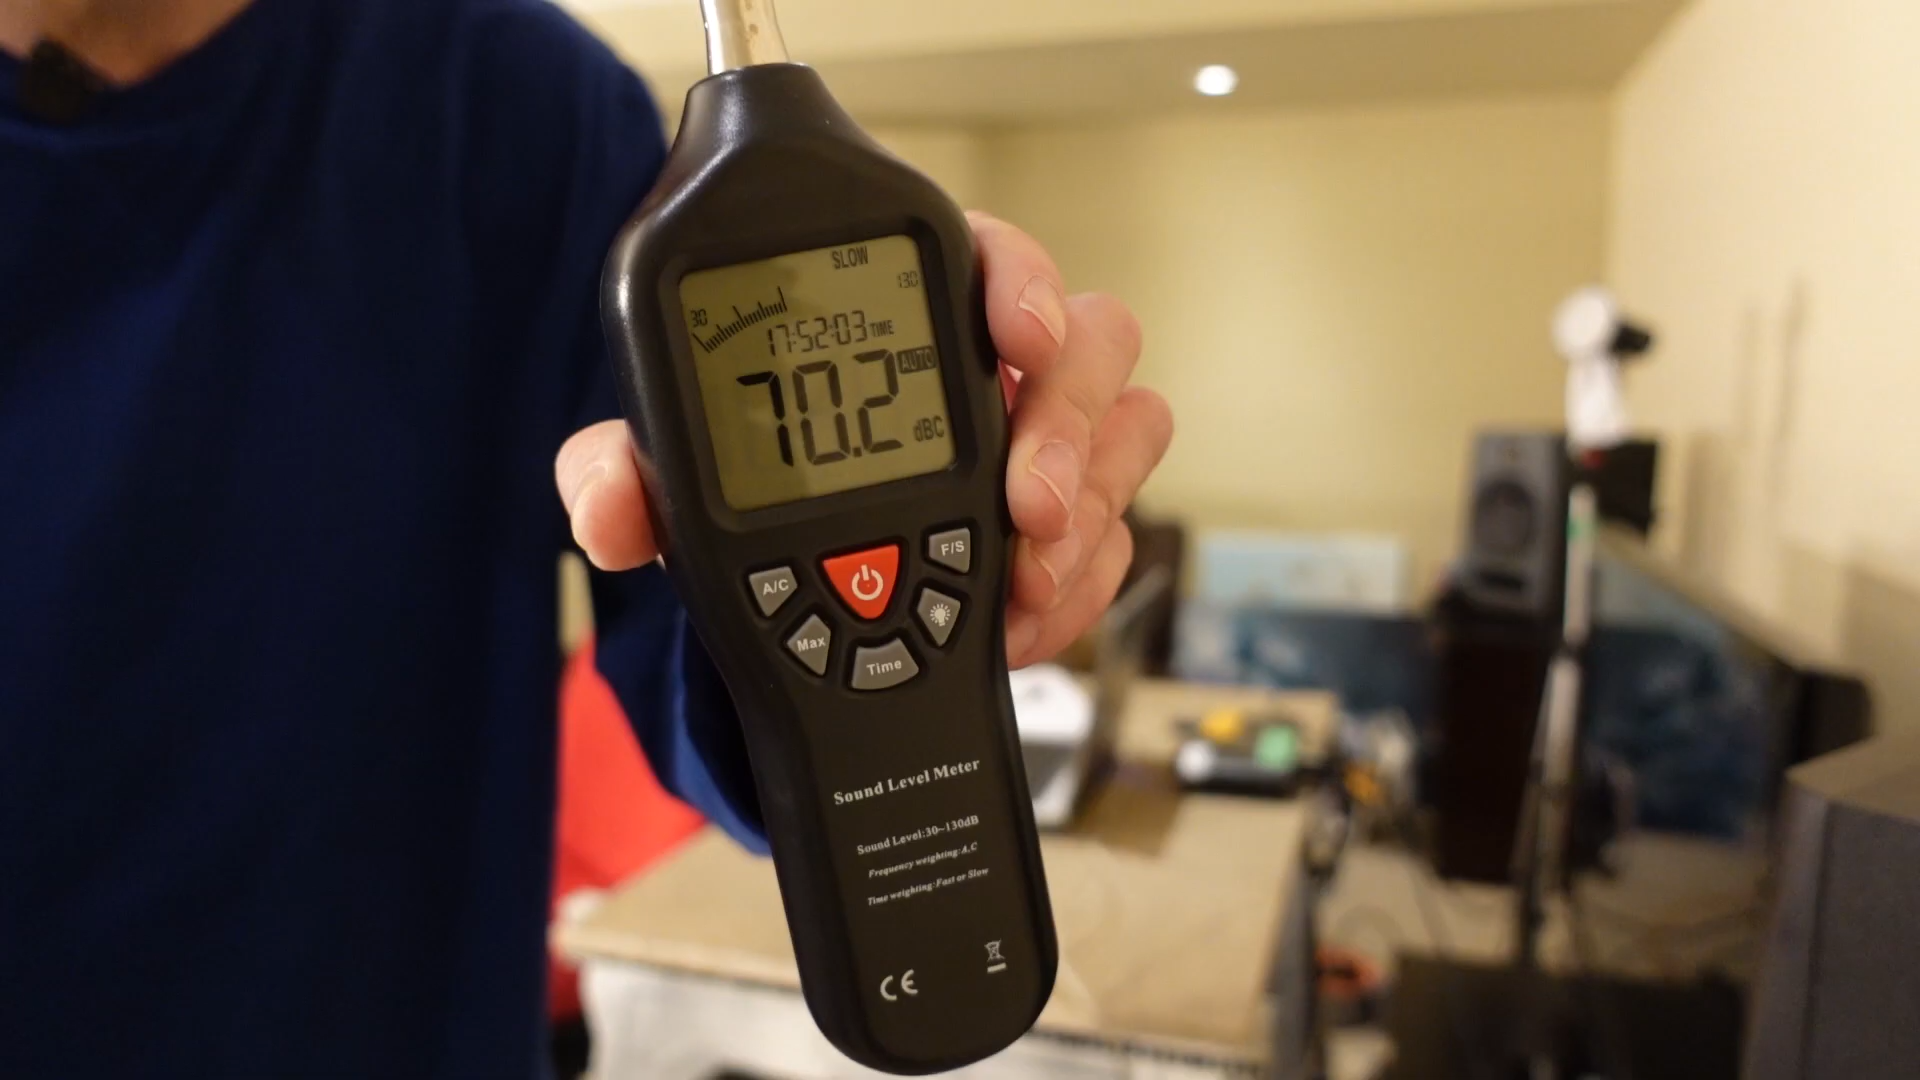 SLOW
130
30
17:52:03 TIME
AUTO
70.2
dBC
F/S
A/C
Max
Time
Sound Level Meter
Sound Level:30~130dB
Frequency weighting:A,C
Time weighting:Fast or Slow
CE